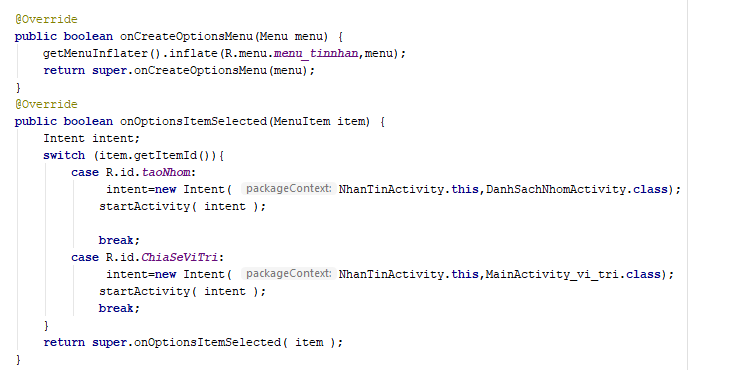 @Override
public boolean onCreateOptionsMenu(Menu menu) {
    getMenuInflater().inflate(R.menu.menu_tinnhan,menu);
    return super.onCreateOptionsMenu(menu);
}
@Override
public boolean onOptionsItemSelected(MenuItem item) {
    Intent intent;
    switch (item.getItemId()){
        case R.id.taoNhom:
             intent=new Intent( packageContext: NhanTinActivity.this,DanhSachNhomActivity.class);
            startActivity( intent );

            break;
        case R.id.ChiaSeViTri:
             intent=new Intent( packageContext: NhanTinActivity.this,MainActivity_vi_tri.class);
            startActivity( intent );
            break;
    }
    return super.onOptionsItemSelected( item );
}